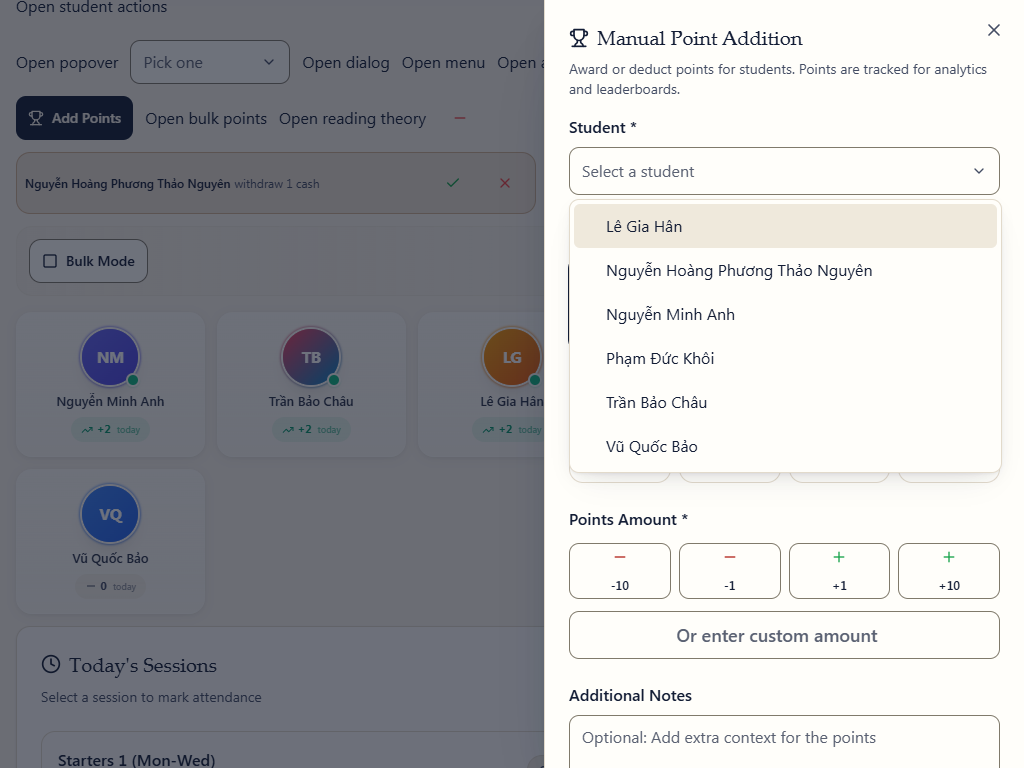 Open student actions
Open popover
Pick one
Open dialog
Open menu
Add Points
Open bulk points
Open reading theory
Nguyễn Hoàng Phương Thảo Nguyên withdraw 1 cash
Bulk Mode
NM
Nguyễn Minh Anh
+2 today
TB
Trần Bảo Châu
+2 today
LG
Lê Gia Hân
+2 today
VQ
Vũ Quốc Bảo
0 today
Today's Sessions
Select a session to mark attendance
Starters 1 (Mon-Wed)
Manual Point Addition
Award or deduct points for students. Points are tracked for analytics
and leaderboards.
Student *
Select a student
Lê Gia Hân
Nguyễn Hoàng Phương Thảo Nguyên
Nguyễn Minh Anh
Phạm Đức Khôi
Trần Bảo Châu
Vũ Quốc Bảo
Points Amount *
-10
-1
+1
+10
Or enter custom amount
Additional Notes
Optional: Add extra context for the points